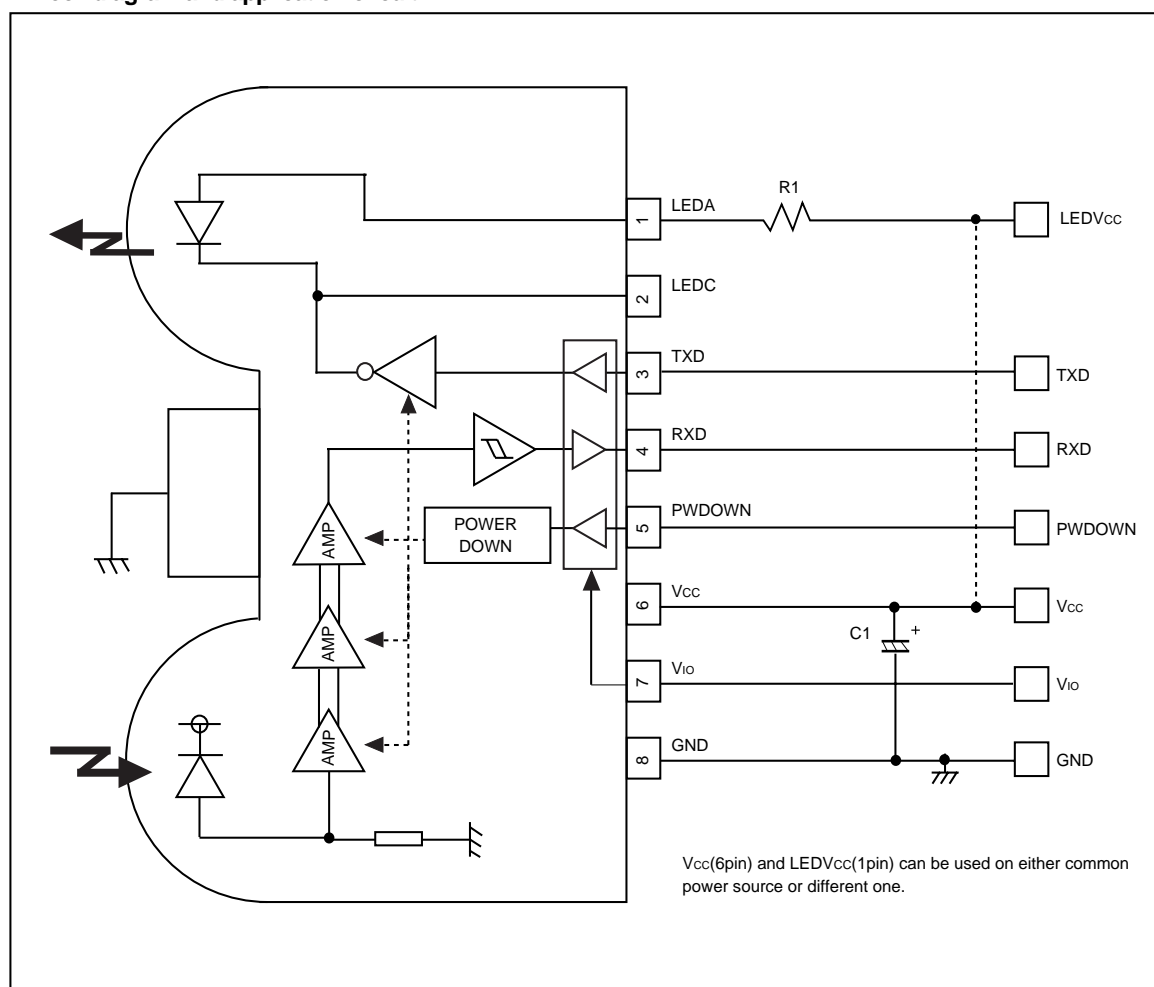 R1
LEDA
LEDVCC
1
LEDC
2
TXD
3
TXD
RXD
4
RXD
PWDOWN
POWER
DOWN
5
PWDOWN
AMP
VCC
6
VCC
C1
+
AMP
VIO
7
VIO
AMP
GND
8
GND
VCC(6pin) and LEDVCC(1pin) can be used on either common
power source or different one.